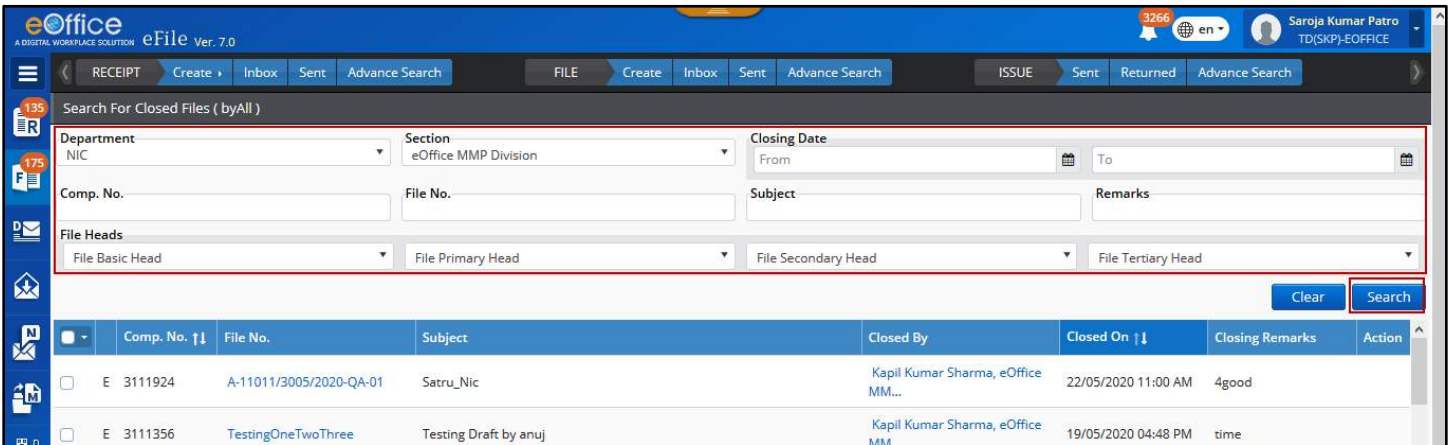 eOffice
A DIGITAL WORKPLACE SOLUTION eFile Ver. 7.0
3266
en
Saroja Kumar Patro
TD(SKP)-EOFFICE
RECEIPT Create Inbox Sent Advance Search FILE Create Inbox Sent Advance Search ISSUE Sent Returned Advance Search
135
R
Search For Closed Files ( byAll )
Department Section Closing Date
NIC eOffice MMP Division From To
175
F
Comp. No. File No. Subject Remarks
D
File Heads
File Basic Head File Primary Head File Secondary Head File Tertiary Head
Clear Search
N
Comp. No. File No. Subject Closed By Closed On Closing Remarks Action
E 3111924 A-11011/3005/2020-QA-01 Satru_Nic Kapil Kumar Sharma, eOffice MM... 22/05/2020 11:00 AM 4good
M
E 3111356 TestingOneTwoThree Testing Draft by anuj Kapil Kumar Sharma, eOffice 19/05/2020 04:48 PM time